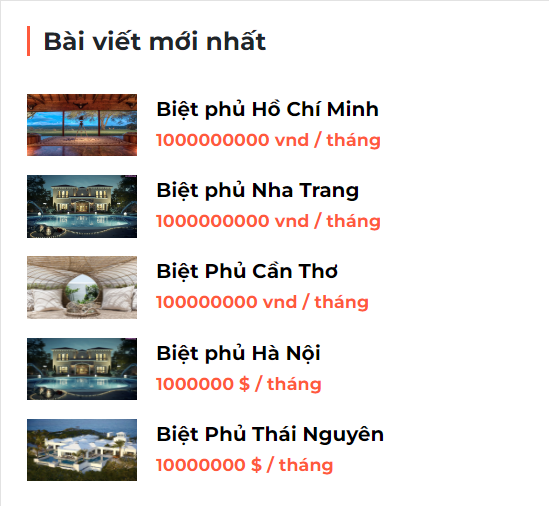 Bài viết mới nhất
Biệt phủ Hồ Chí Minh
1000000000 vnd / tháng
Biệt phủ Nha Trang
1000000000 vnd / tháng
Biệt Phủ Cần Thơ
100000000 vnd / tháng
Biệt phủ Hà Nội
1000000 $ / tháng
Biệt Phủ Thái Nguyên
10000000 $ / tháng